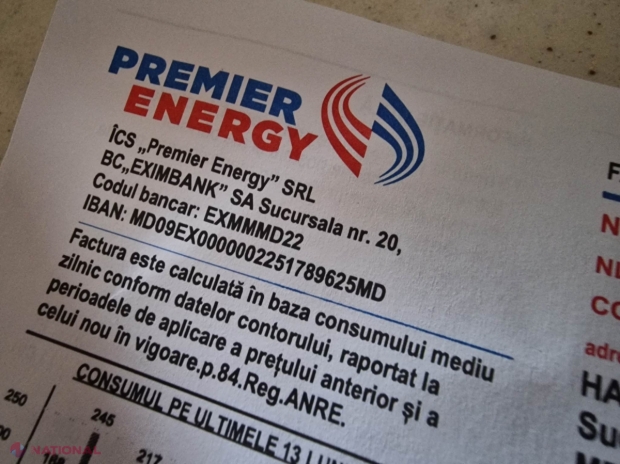 PREMIER
ENERGY
ÎCS „Premier Energy” SRL
BC„EXIMBANK” SA Sucursala nr. 20,
Codul bancar: EXMMMD22
IBAN: MD09EX0000002251789625MD
Factura este calculată în baza consumului mediu
zilnic conform datelor contorului, raportat la
perioadele de aplicare a prețului anterior și a
celui nou în vigoare.p.84.Reg.ANRE.
CONSUMUL PE ULTIMELE 13 LUN
250
245
217
NATIONAL